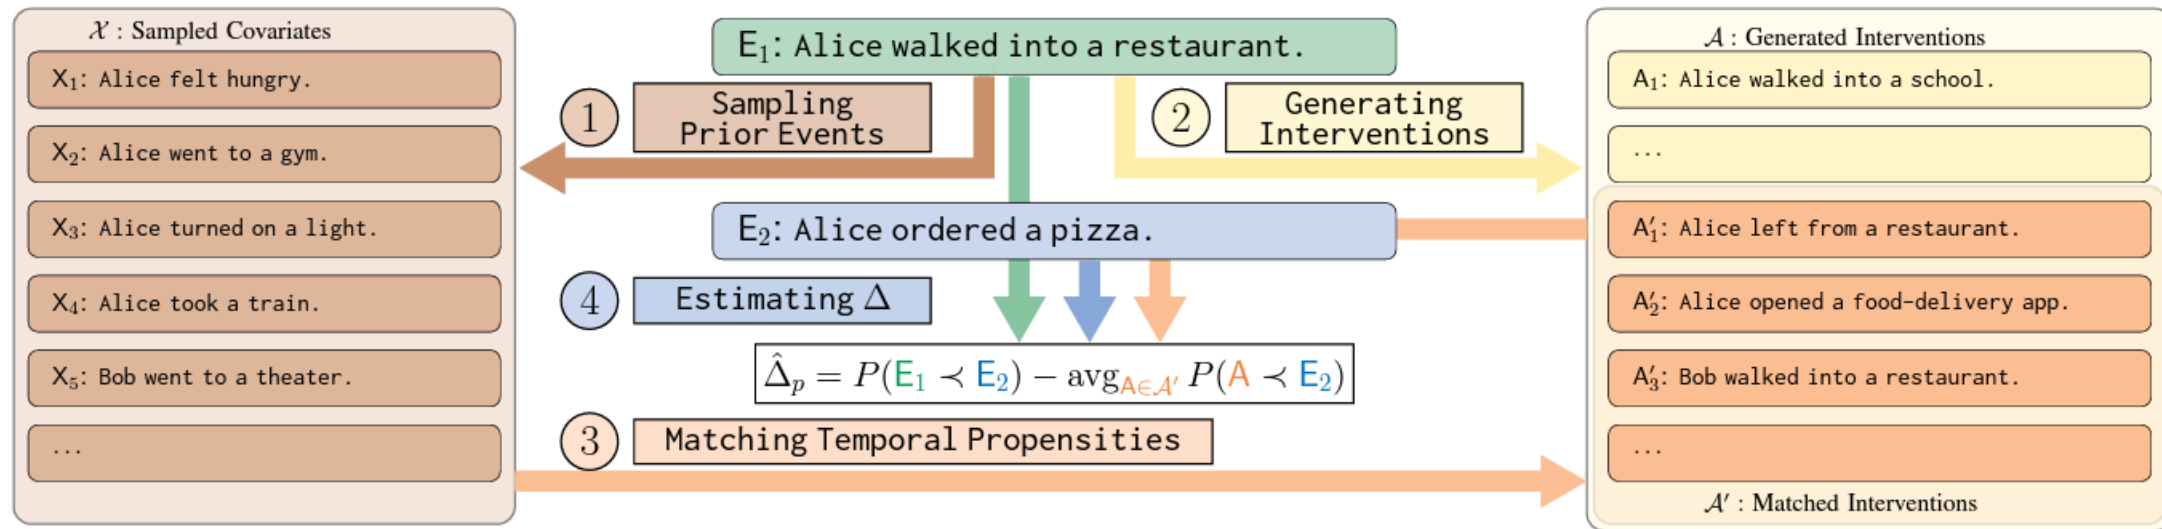 𝒳 : Sampled Covariates
X₁: Alice felt hungry.
X₂: Alice went to a gym.
X₃: Alice turned on a light.
X₄: Alice took a train.
X₅: Bob went to a theater.
...
E₁: Alice walked into a restaurant.
1
Sampling
Prior Events
2
Generating
Interventions
E₂: Alice ordered a pizza.
4
Estimating Δ
Δ̂ₚ = P(E₁ ≺ E₂) − avg_{A∈𝒜′} P(A ≺ E₂)
3
Matching Temporal Propensities
𝒜 : Generated Interventions
A₁: Alice walked into a school.
...
A′₁: Alice left from a restaurant.
A′₂: Alice opened a food-delivery app.
A′₃: Bob walked into a restaurant.
...
𝒜′ : Matched Interventions